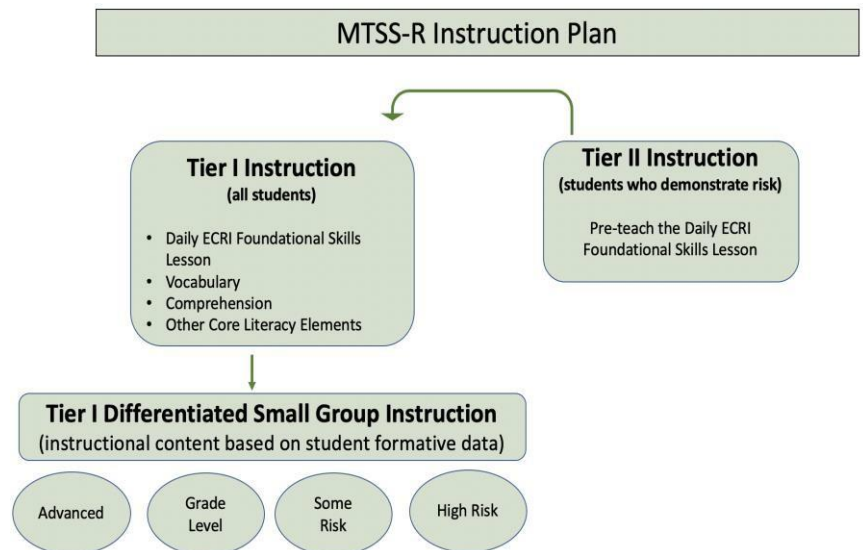 MTSS-R Instruction Plan
Tier I Instruction
(all students)
• Daily ECRI Foundational Skills
Lesson
• Vocabulary
• Comprehension
• Other Core Literacy Elements
Tier II Instruction
(students who demonstrate risk)
Pre-teach the Daily ECRI
Foundational Skills Lesson
Tier I Differentiated Small Group Instruction
(instructional content based on student formative data)
Advanced
Grade
Level
Some
Risk
High Risk